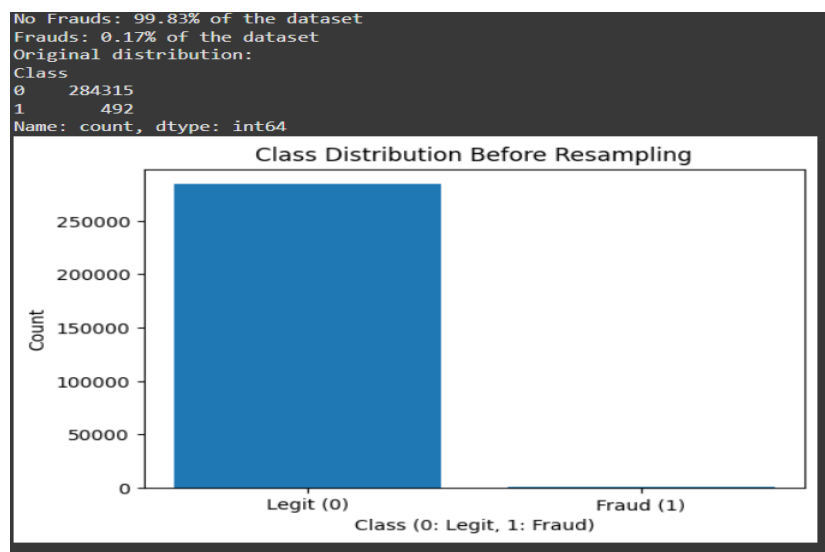 No Frauds: 99.83% of the dataset
Frauds: 0.17% of the dataset
Original distribution:
Class
0    284315
1       492
Name: count, dtype: int64
Class Distribution Before Resampling
250000
200000
150000
100000
50000
0
Count
Legit (0)    Fraud (1)
Class (0: Legit, 1: Fraud)